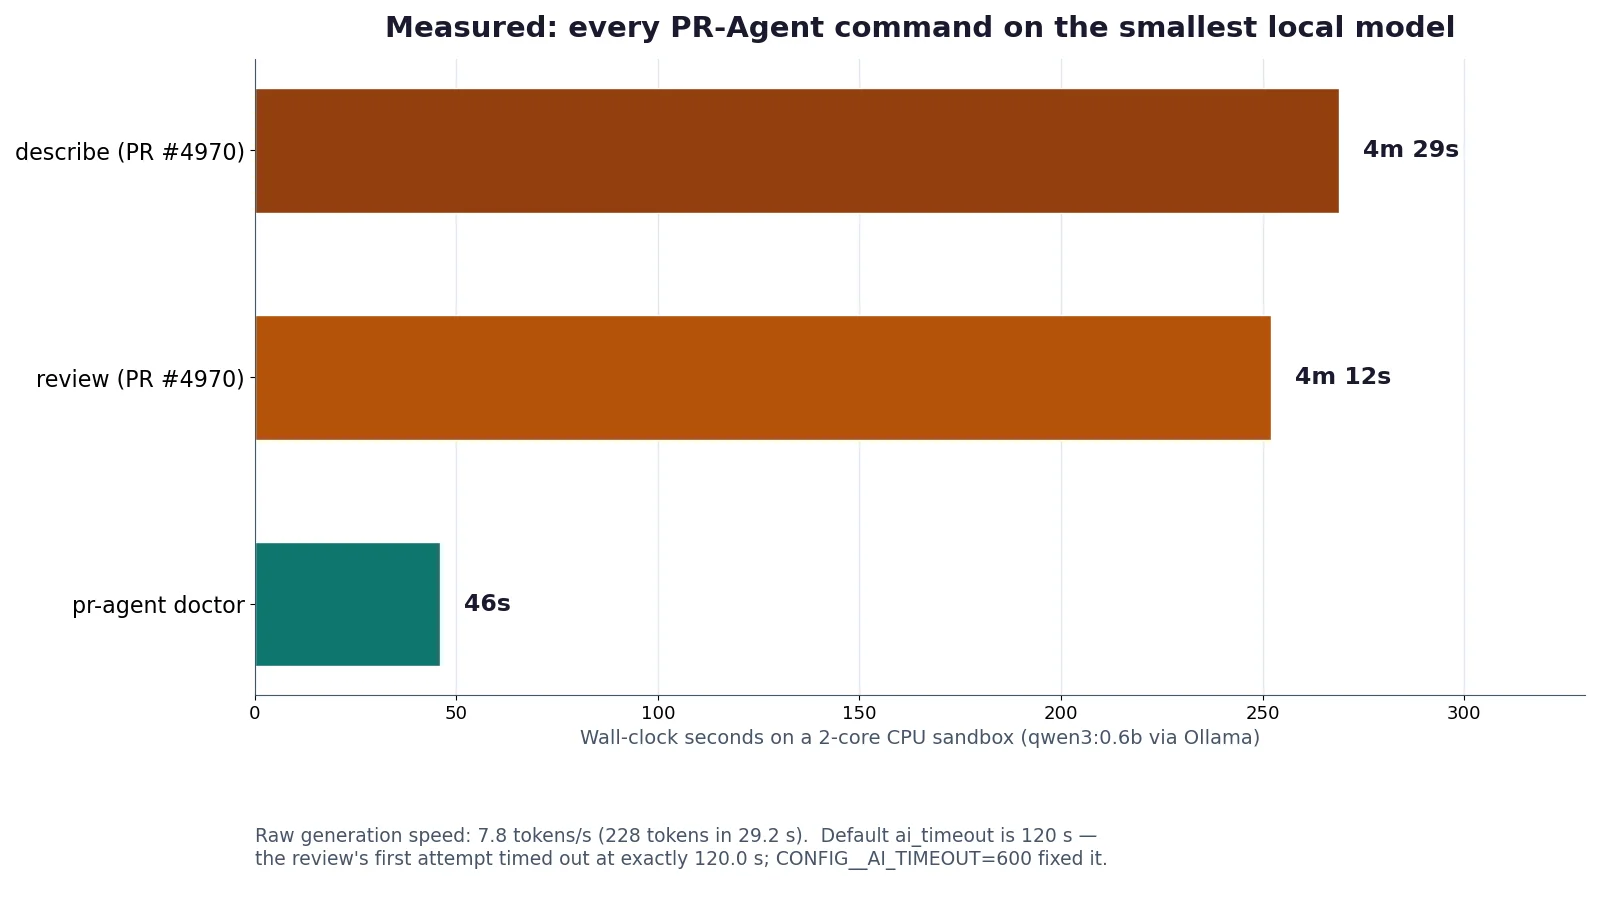 Measured: every PR-Agent command on the smallest local model
describe (PR #4970)
4m 29s
review (PR #4970)
4m 12s
pr-agent doctor
46s
0 50 100 150 200 250 300
Wall-clock seconds on a 2-core CPU sandbox (qwen3:0.6b via Ollama)
Raw generation speed: 7.8 tokens/s (228 tokens in 29.2 s).  Default ai_timeout is 120 s —
the review's first attempt timed out at exactly 120.0 s; CONFIG__AI_TIMEOUT=600 fixed it.